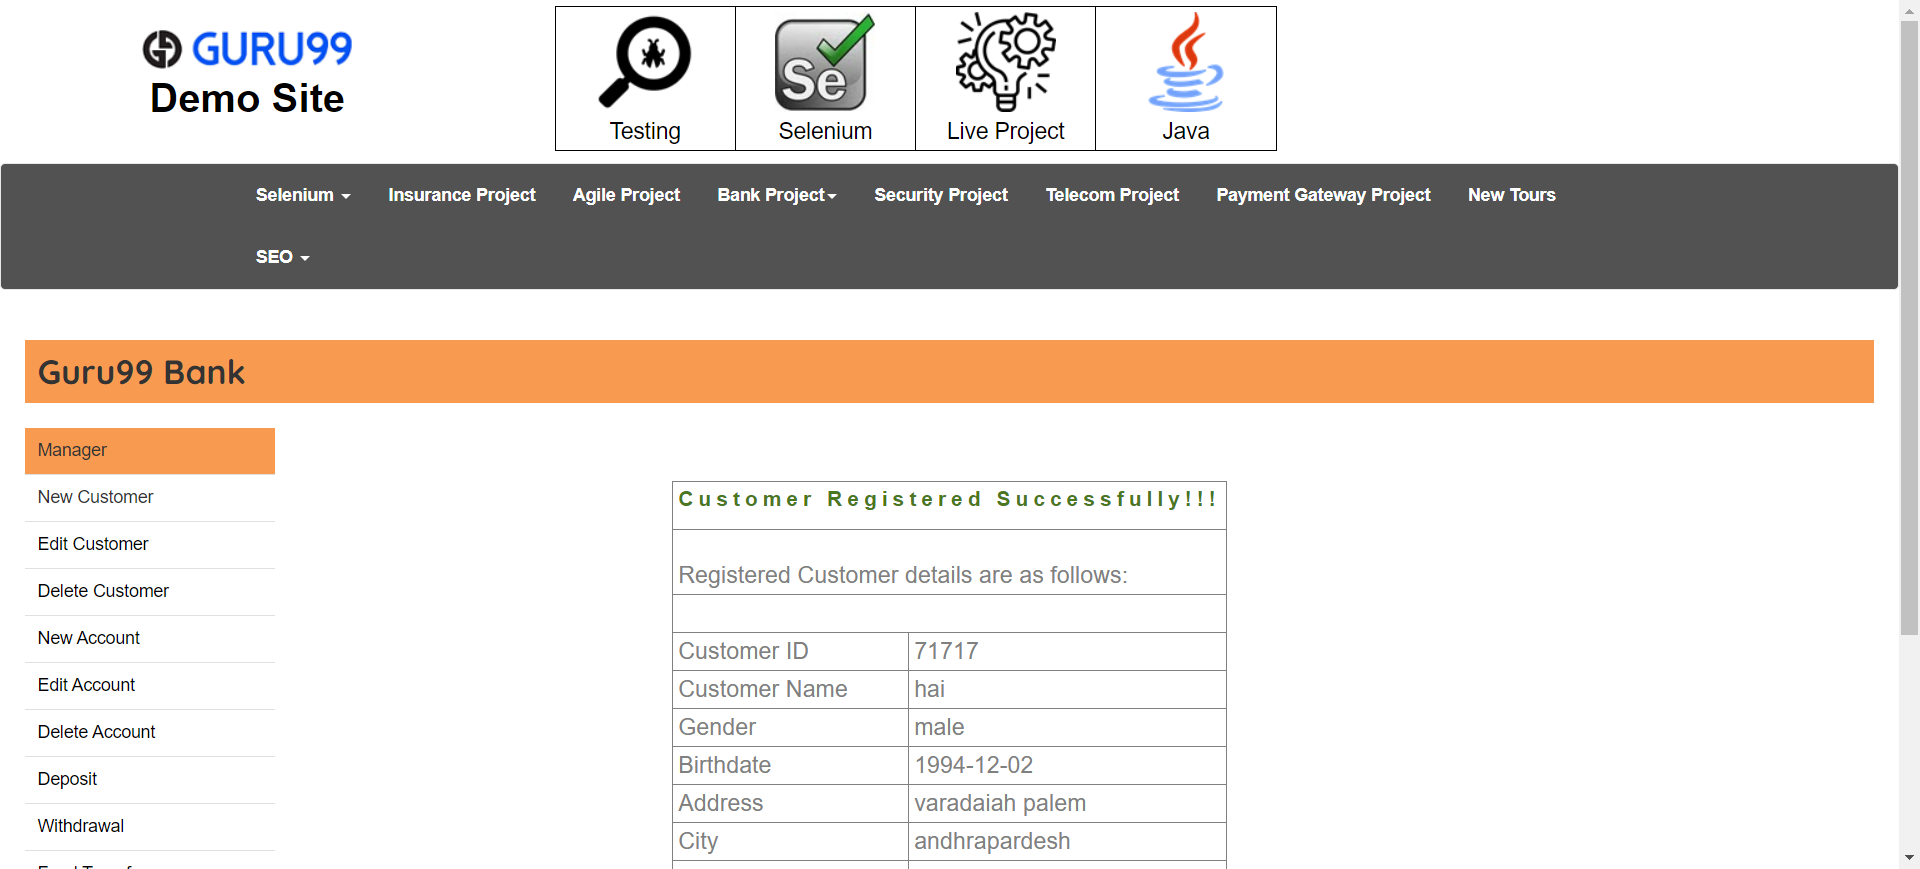 GURU99
Demo Site
Testing
Selenium
Live Project
Java
Selenium
Insurance Project
Agile Project
Bank Project
Security Project
Telecom Project
Payment Gateway Project
New Tours
SEO
Guru99 Bank
Manager
New Customer
Edit Customer
Delete Customer
New Account
Edit Account
Delete Account
Deposit
Withdrawal
Customer Registered Successfully!!!
Registered Customer details are as follows:
Customer ID 71717
Customer Name hai
Gender male
Birthdate 1994-12-02
Address varadaiah palem
City andhrapardesh